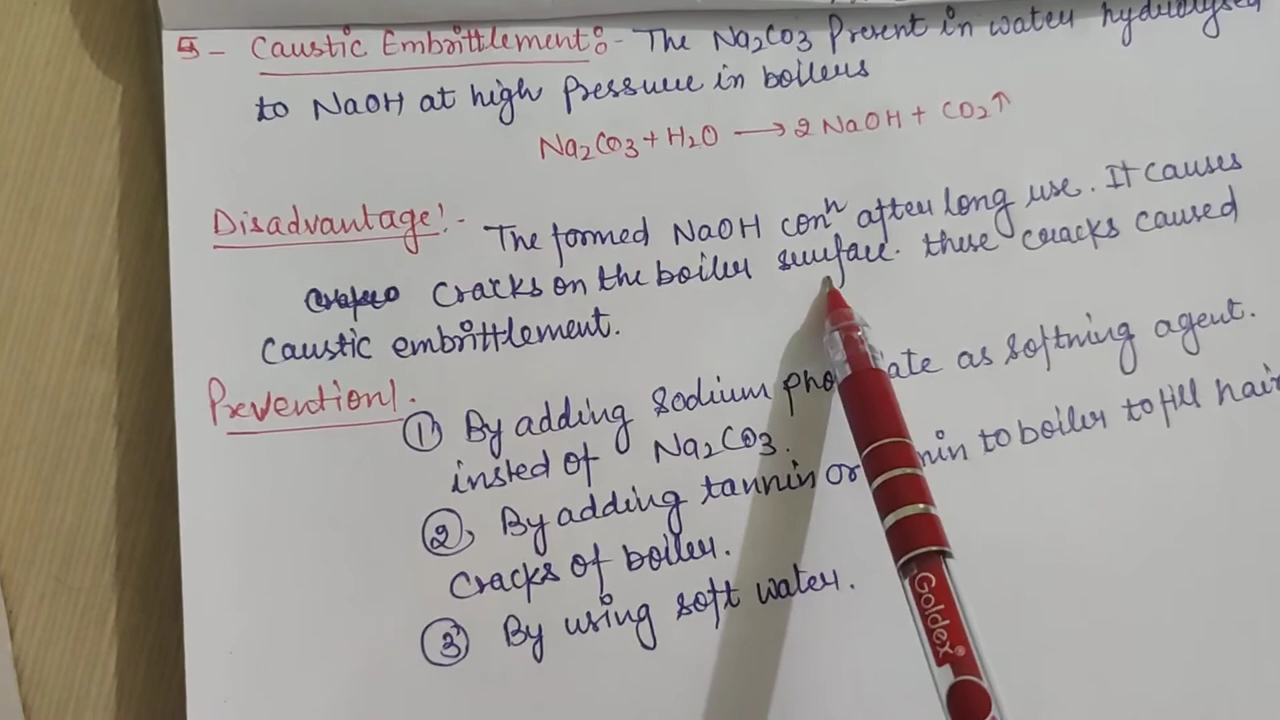 5- Caustic Embrittlement:- The Na2CO3 Present in water hydrolysed
to NaOH at high Pressure in boilers
Na2CO3 + H2O → 2 NaOH + CO2↑
Disadvantage!- The formed NaOH conⁿ after long use. It causes
Cracks on the boiler surface. these cracks caused
Caustic embrittlement.
Prevention!.
① By adding Sodium pho ate as softning agent.
insted of Na2CO3.
② By adding tannin or nin to boiler to fill hair
Cracks of boiler.
③ By using soft water.
Goldex®